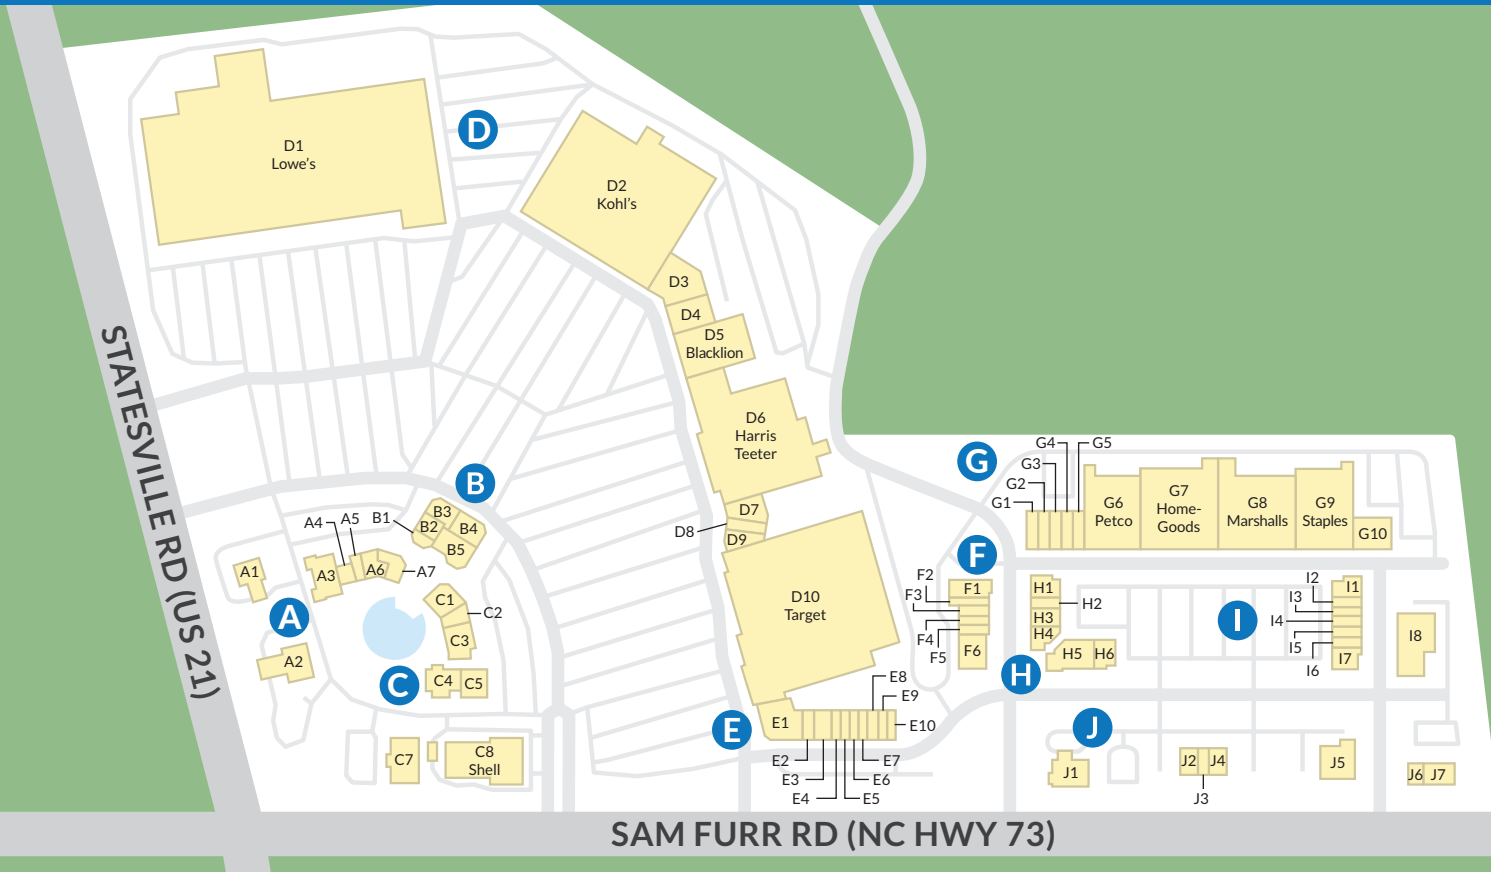 D1
Lowe's
D
D2
Kohl's
D3
D4
D5
Blacklion
D6
Harris
Teeter
D7
D8
D9
D10
Target
STATESVILLE RD (US 21)
B
B1
B2
B3
B4
B5
A4
A5
A1
A3
A6
A7
A
A2
C1
C2
C3
C
C4
C5
C7
C8
Shell
E
E1
E2
E3
E4
E5
E6
E7
E8
E9
E10
F
F1
F2
F3
F4
F5
F6
G
G1
G2
G3
G4
G5
G6
Petco
G7
Home-
Goods
G8
Marshalls
G9
Staples
G10
H1
H2
H3
H4
H5
H6
H
I
I1
I2
I3
I4
I5
I6
I7
I8
J
J1
J2
J4
J3
J5
J6
J7
SAM FURR RD (NC HWY 73)